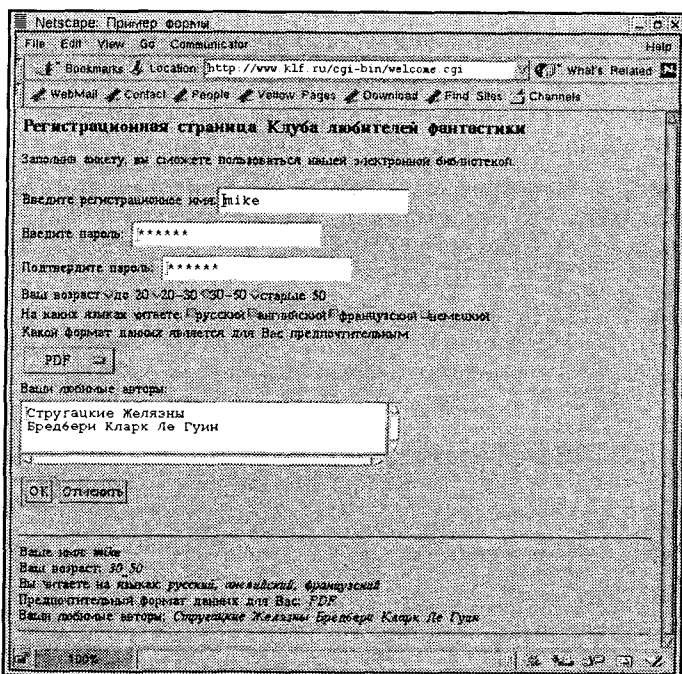 Netscape: Пример формы
File Edit View Go Communicator Help
Bookmarks Location: http://www.klf.ru/cgi-bin/welcome.cgi What's Related
WebMail Contact People Yellow Pages Download Find Sites Channels
Регистрационная страница Клуба любителей фантастики
Заполнив анкету, вы сможете пользоваться нашей электронной библиотекой.
Введите регистрационное имя: mike
Введите пароль: ******
Подтвердите пароль: ******
Ваш возраст до 20 20-30 30-50 старше 50
На каких языках читаете: русский английский французский немецкий
Какой формат данных является для Вас предпочтительным
PDF
Ваши любимые авторы:
Стругацкие Желязны
Бредбери Кларк Ле Гуин
OK Отменить
Ваше имя: mike
Ваш возраст: 30 50
Вы читаете на языках: русский, английский, французский
Предпочтительный формат данных для Вас: PDF
Ваши любимые авторы: Стругацкие Желязны Бредбери Кларк Ле Гуин
100%